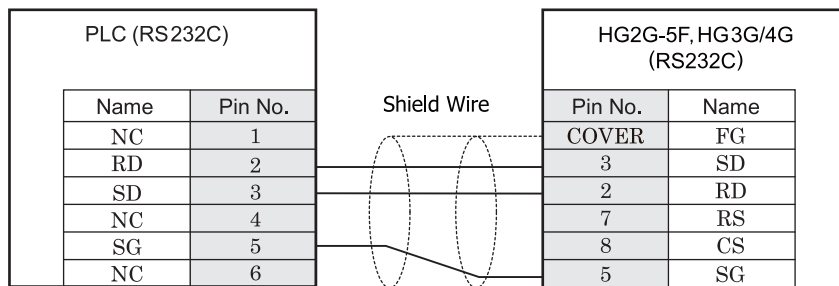 PLC (RS232C)
HG2G-5F, HG3G/4G
(RS232C)
Shield Wire
Name Pin No. Pin No. Name
NC 1 COVER FG
RD 2 3 SD
SD 3 2 RD
NC 4 7 RS
SG 5 8 CS
NC 6 5 SG